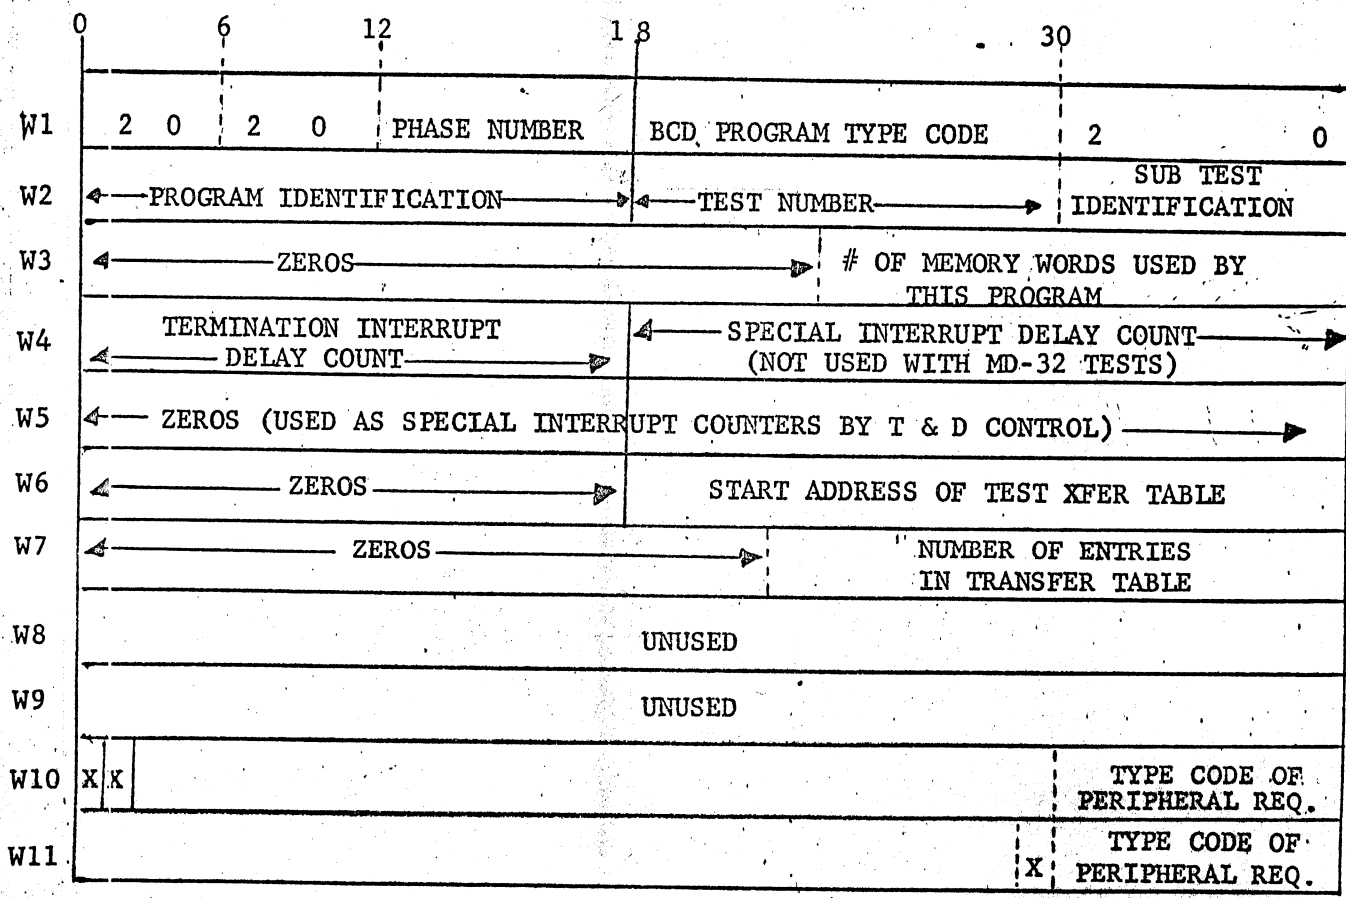 0 6 12 18 30
W1 2 0 2 0 PHASE NUMBER BCD PROGRAM TYPE CODE 2 0
W2 PROGRAM IDENTIFICATION TEST NUMBER SUB TEST
IDENTIFICATION
W3 ZEROS # OF MEMORY WORDS USED BY
THIS PROGRAM
W4 TERMINATION INTERRUPT
DELAY COUNT
SPECIAL INTERRUPT DELAY COUNT
(NOT USED WITH MD-32 TESTS)
W5 ZEROS (USED AS SPECIAL INTERRUPT COUNTERS BY T & D CONTROL)
W6 ZEROS START ADDRESS OF TEST XFER TABLE
W7 ZEROS NUMBER OF ENTRIES
IN TRANSFER TABLE
W8 UNUSED
W9 UNUSED
W10 X X TYPE CODE OF
PERIPHERAL REQ.
W11 X TYPE CODE OF
PERIPHERAL REQ.